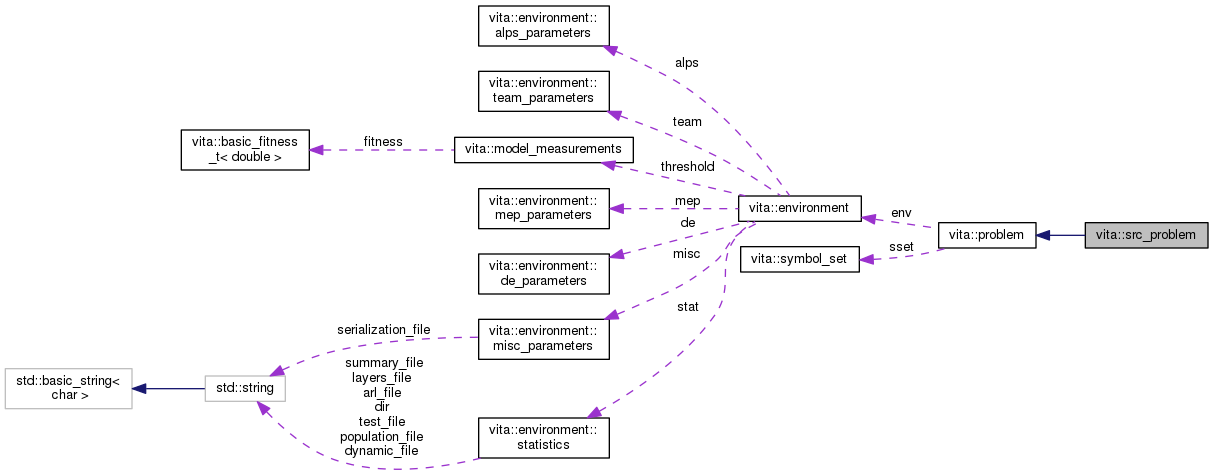 vita::environment::
alps_parameters
alps
vita::environment::
team_parameters
team
vita::basic_fitness
_t< double >
fitness
vita::model_measurements
threshold
vita::environment::
mep_parameters
mep
vita::environment
env
vita::problem
vita::src_problem
de
vita::symbol_set
sset
vita::environment::
de_parameters
misc
stat
vita::environment::
misc_parameters
serialization_file
std::basic_string<
char >
std::string
summary_file
layers_file
arl_file
dir
test_file
population_file
dynamic_file
vita::environment::
statistics